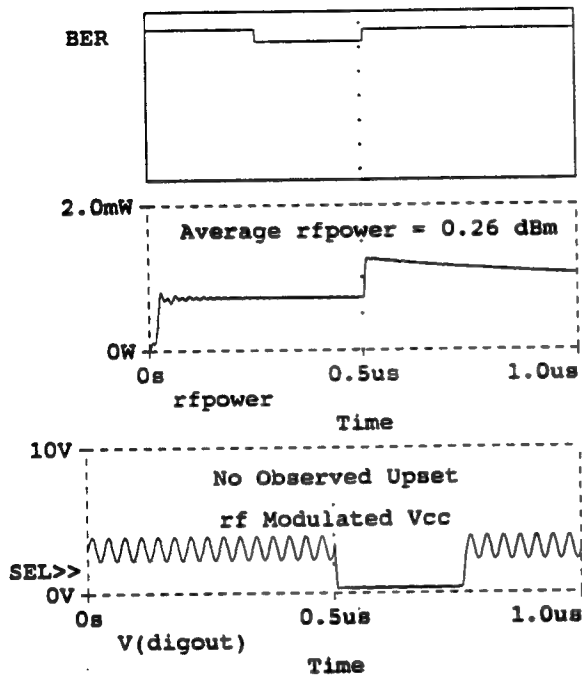 BER
2.0mW
Average rfpower = 0.26 dBm
0W
0s 0.5us 1.0us
rfpower
Time
10V
No Observed Upset
rf Modulated Vcc
SEL>>
0V
0s 0.5us 1.0us
V(digout)
Time